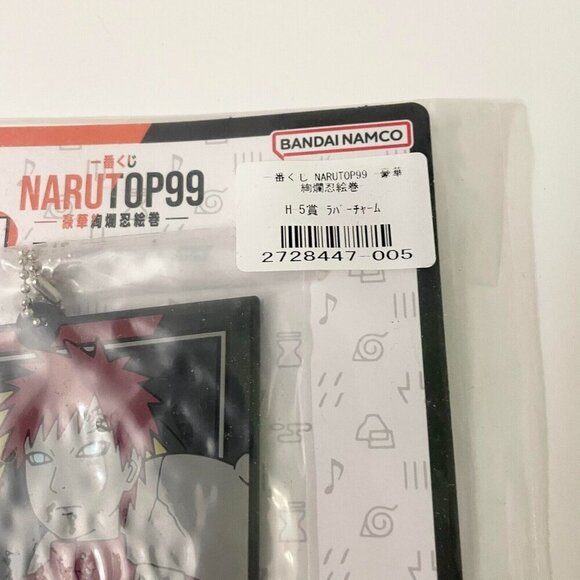 BANDAI NAMCO
一番くじ
NARUTOP99
豪華絢爛忍絵巻
一番くじ NARUTOP99 豪華
絢爛忍絵巻
H 5賞 ラバーチャーム
2728447-005